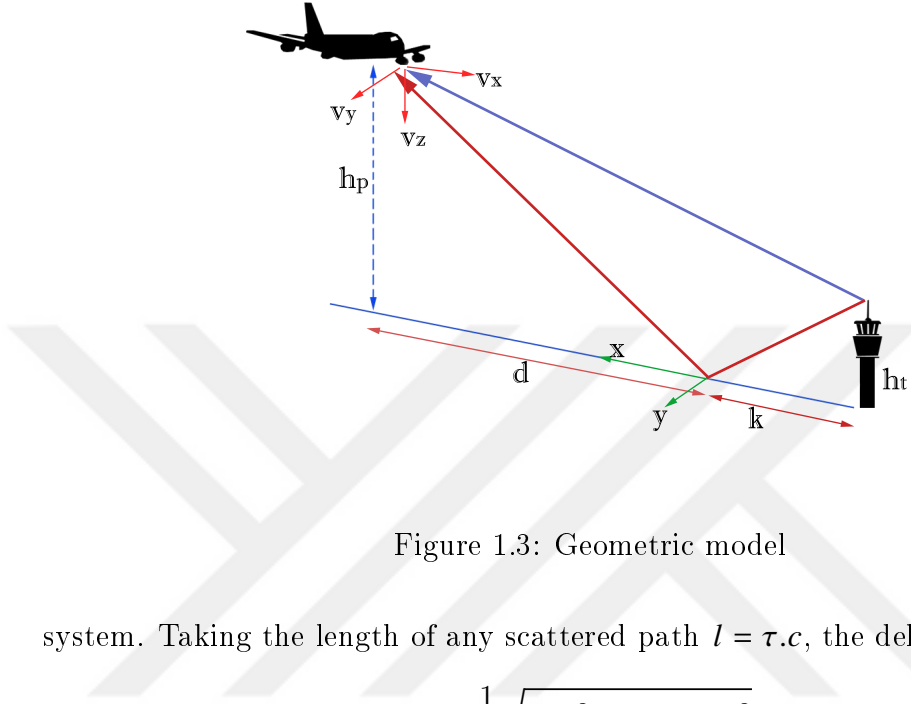 vx
vy
vz
hp
x
d
ht
y
k
Figure 1.3: Geometric model
system. Taking the length of any scattered path l = τ.c, the del
1